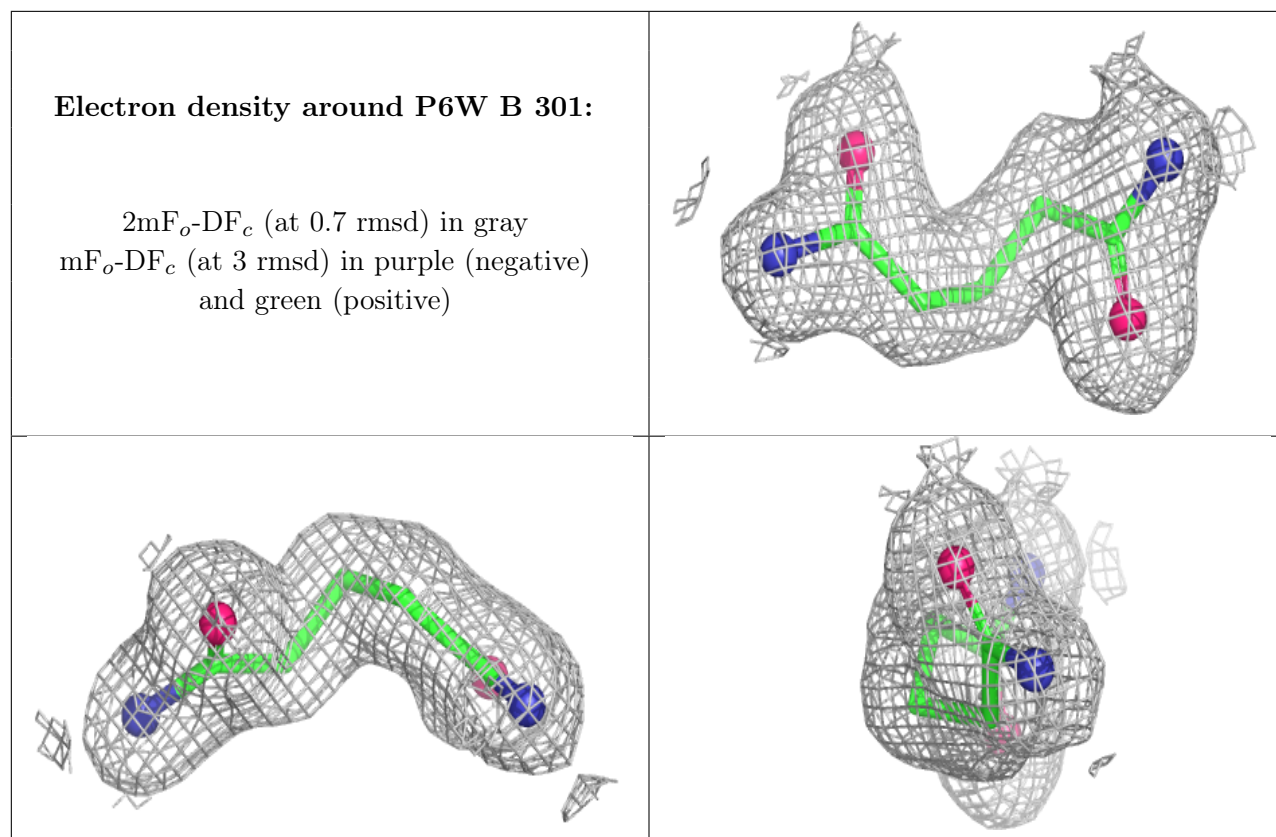 Electron density around P6W B 301:
2mFₒ-DF𝒸 (at 0.7 rmsd) in gray
mFₒ-DF𝒸 (at 3 rmsd) in purple (negative)
and green (positive)